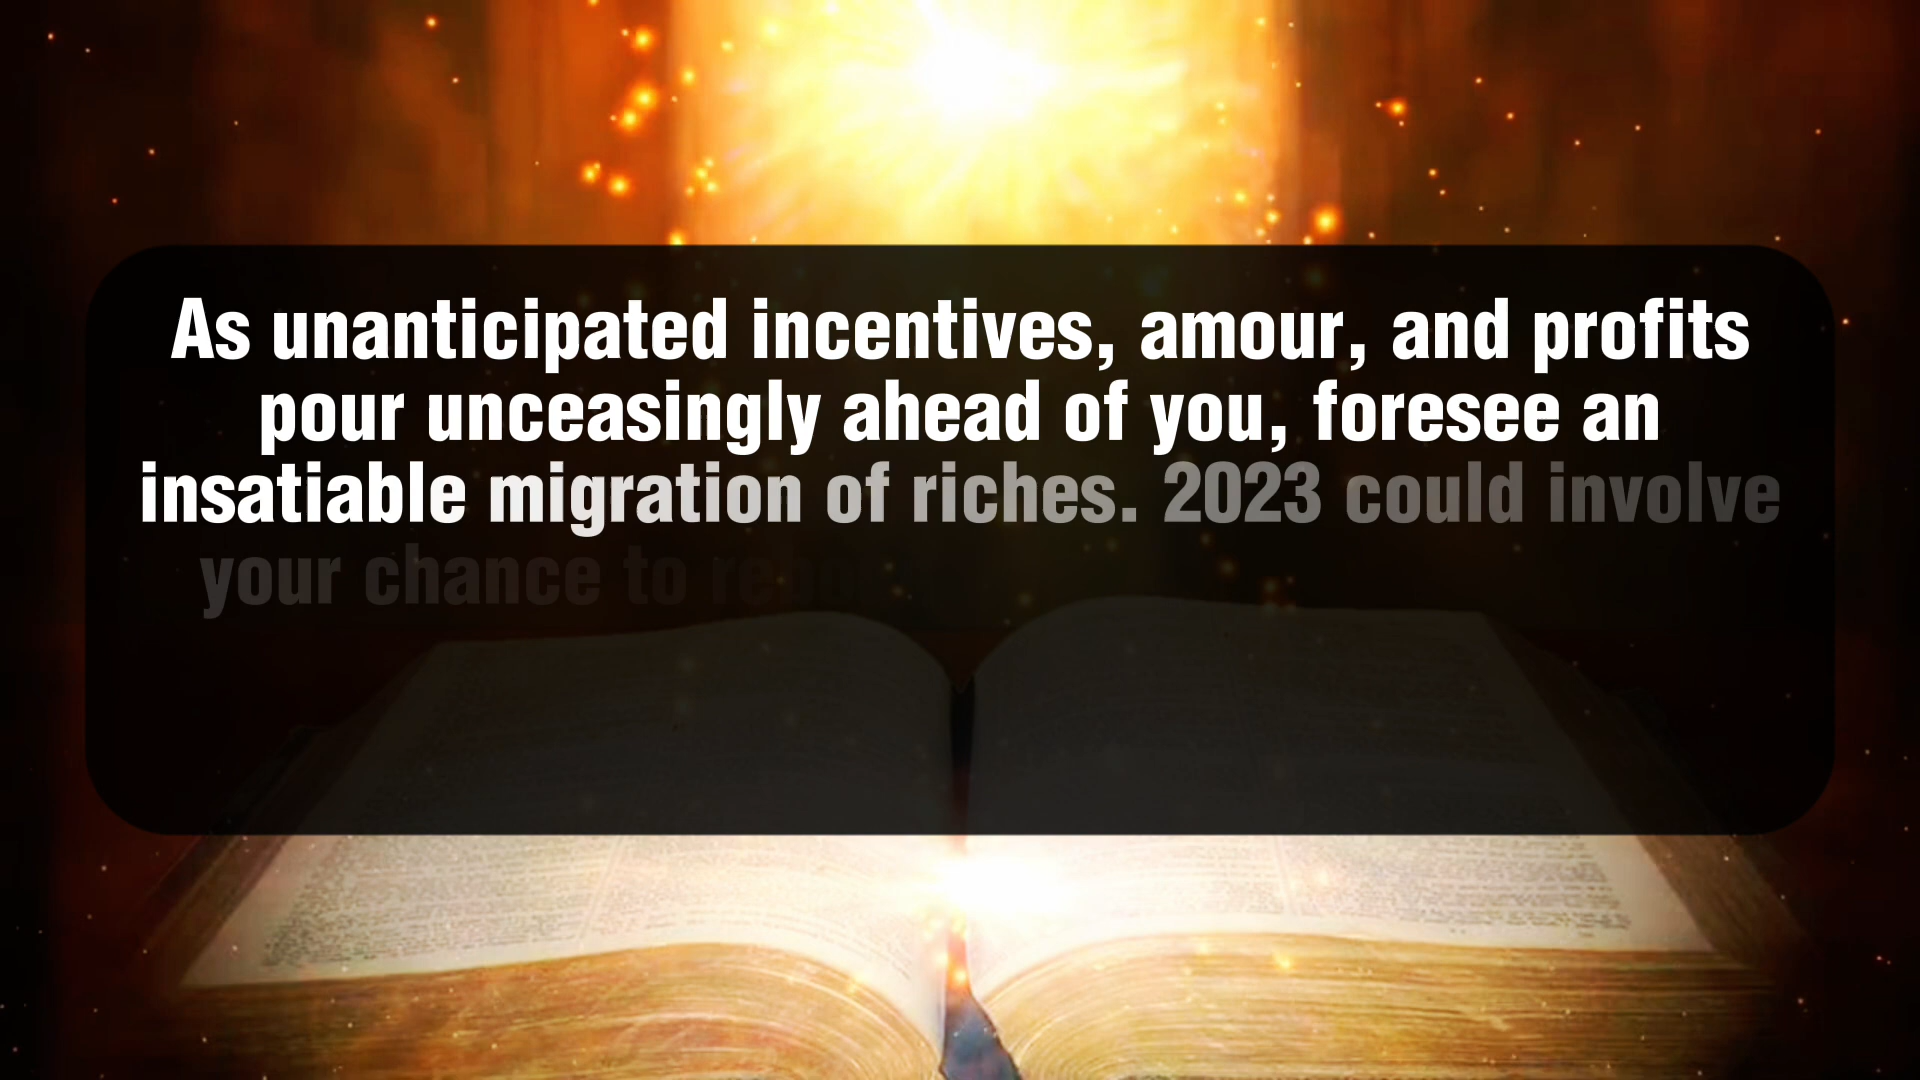 As unanticipated incentives, amour, and profits
pour unceasingly ahead of you, foresee an
insatiable migration of riches. 2023 could involve
your chance to